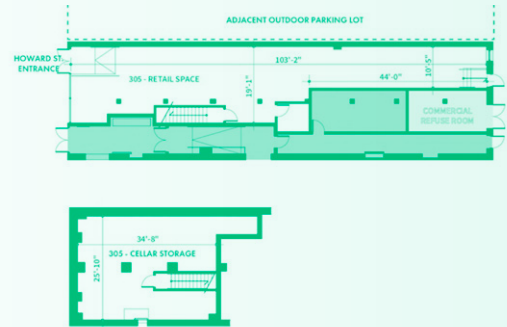 ADJACENT OUTDOOR PARKING LOT
HOWARD ST.
ENTRANCE
103'-2"
305 - RETAIL SPACE
19'-1"
44'-0"
10'-5"
COMMERCIAL
REFUSE ROOM
34'-8"
305 - CELLAR STORAGE
25'-10"